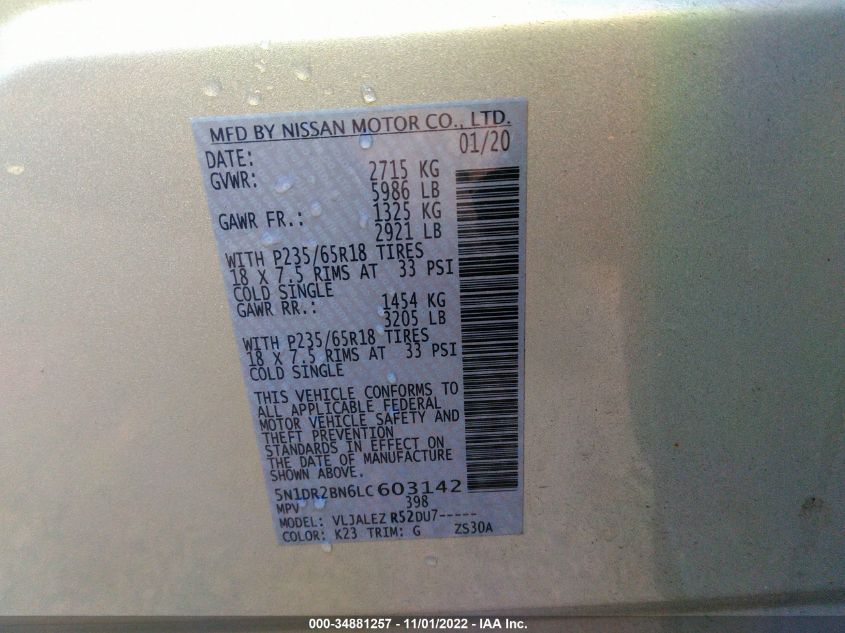 MFD BY NISSAN MOTOR CO., LTD.
DATE: 01/20
GVWR: 2715 KG
5986 LB
GAWR FR.: 1325 KG
2921 LB
WITH P235/65R18 TIRES
18 X 7.5 RIMS AT 33 PSI
COLD SINGLE
GAWR RR.: 1454 KG
3205 LB
WITH P235/65R18 TIRES
18 X 7.5 RIMS AT 33 PSI
COLD SINGLE
THIS VEHICLE CONFORMS TO
ALL APPLICABLE FEDERAL
MOTOR VEHICLE SAFETY AND
THEFT PREVENTION
STANDARDS IN EFFECT ON
THE DATE OF MANUFACTURE
SHOWN ABOVE.
5N1DR2BN6LC603142
MPV 398
MODEL: VLJALEZ R52DU7-----
COLOR: K23 TRIM: G ZS30A
000-34881257 - 11/01/2022 - IAA Inc.